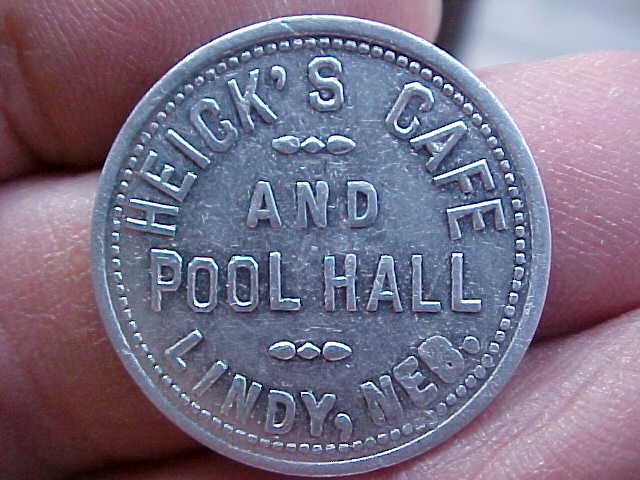 HEICK'S CAFE
AND
POOL HALL
LINDY, NEB.